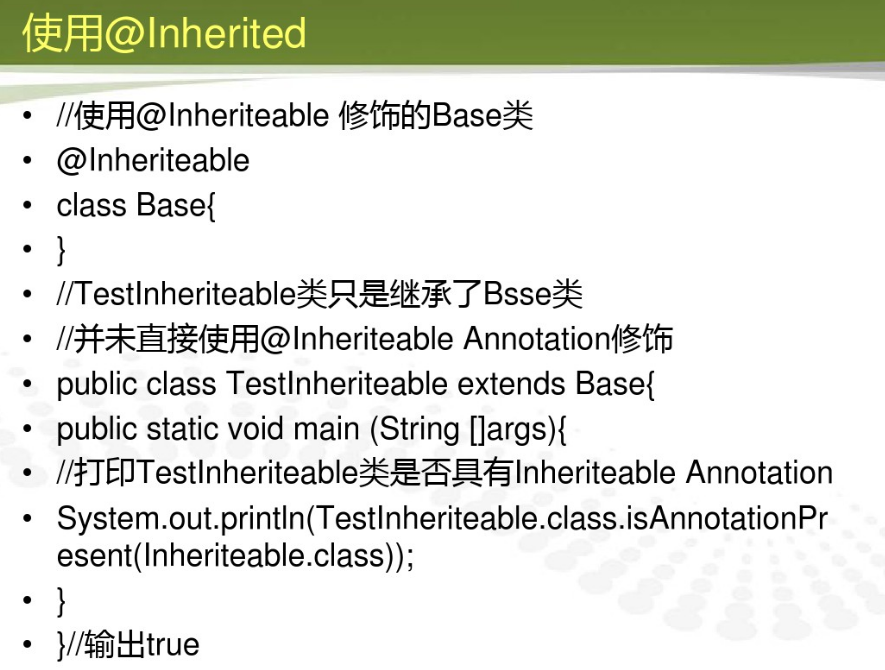 使用@Inherited
• //使用@Inheriteable 修饰的Base类
• @Inheriteable
• class Base{
• }
• //TestInheriteable类只是继承了Bsse类
• //并未直接使用@Inheriteable Annotation修饰
• public class TestInheriteable extends Base{
• public static void main (String []args){
• //打印TestInheriteable类是否具有Inheriteable Annotation
• System.out.println(TestInheriteable.class.isAnnotationPr
esent(Inheriteable.class));
• }
• }//输出true